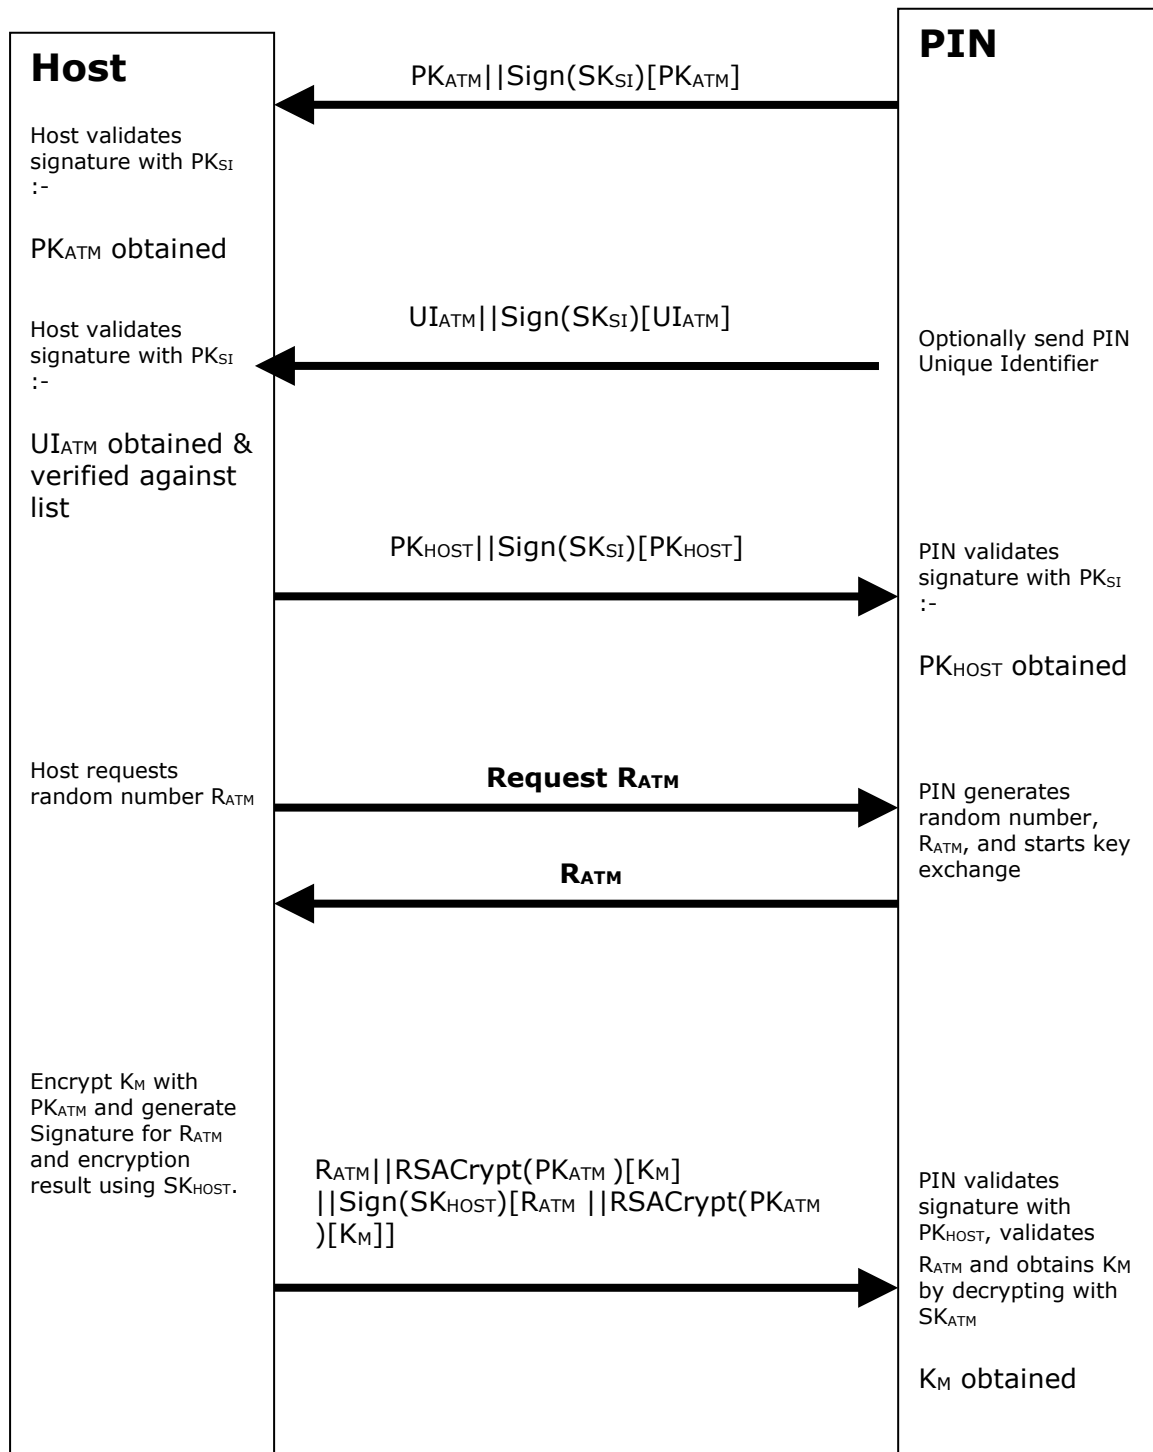 Host
PIN
PKATM||Sign(SKSI)[PKATM]
Host validates
signature with PKSI
:-
PKATM obtained
UIATM||Sign(SKSI)[UIATM]
Host validates
signature with PKSI
:-
Optionally send PIN
Unique Identifier
UIATM obtained &
verified against
list
PKHOST||Sign(SKSI)[PKHOST]
PIN validates
signature with PKSI
:-
PKHOST obtained
Host requests
random number RATM
Request RATM
PIN generates
random number,
RATM, and starts key
exchange
RATM
Encrypt KM with
PKATM and generate
Signature for RATM
and encryption
result using SKHOST.
RATM||RSACrypt(PKATM )[KM]
||Sign(SKHOST)[RATM ||RSACrypt(PKATM
)[KM]]
PIN validates
signature with
PKHOST, validates
RATM and obtains KM
by decrypting with
SKATM
KM obtained